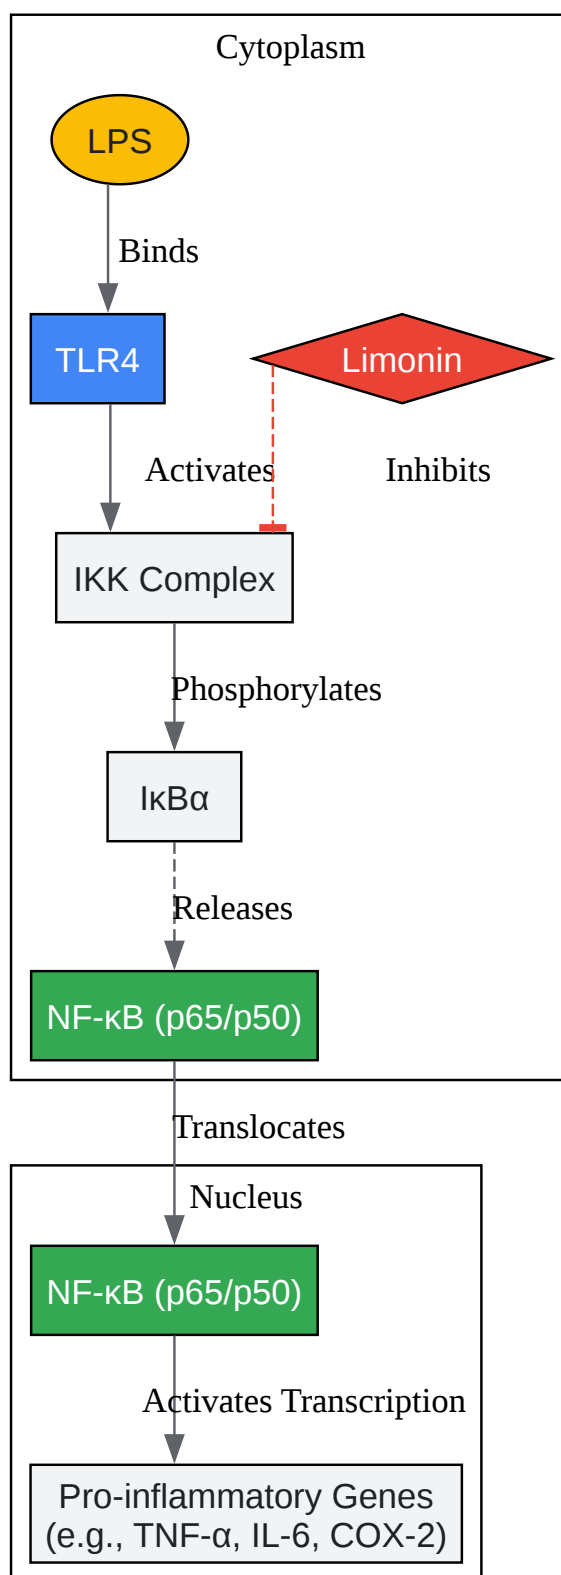 Cytoplasm
LPS
Binds
TLR4
Limonin
Activates
Inhibits
IKK Complex
Phosphorylates
IκBα
Releases
NF-κB (p65/p50)
Translocates
Nucleus
NF-κB (p65/p50)
Activates Transcription
Pro-inflammatory Genes
(e.g., TNF-α, IL-6, COX-2)